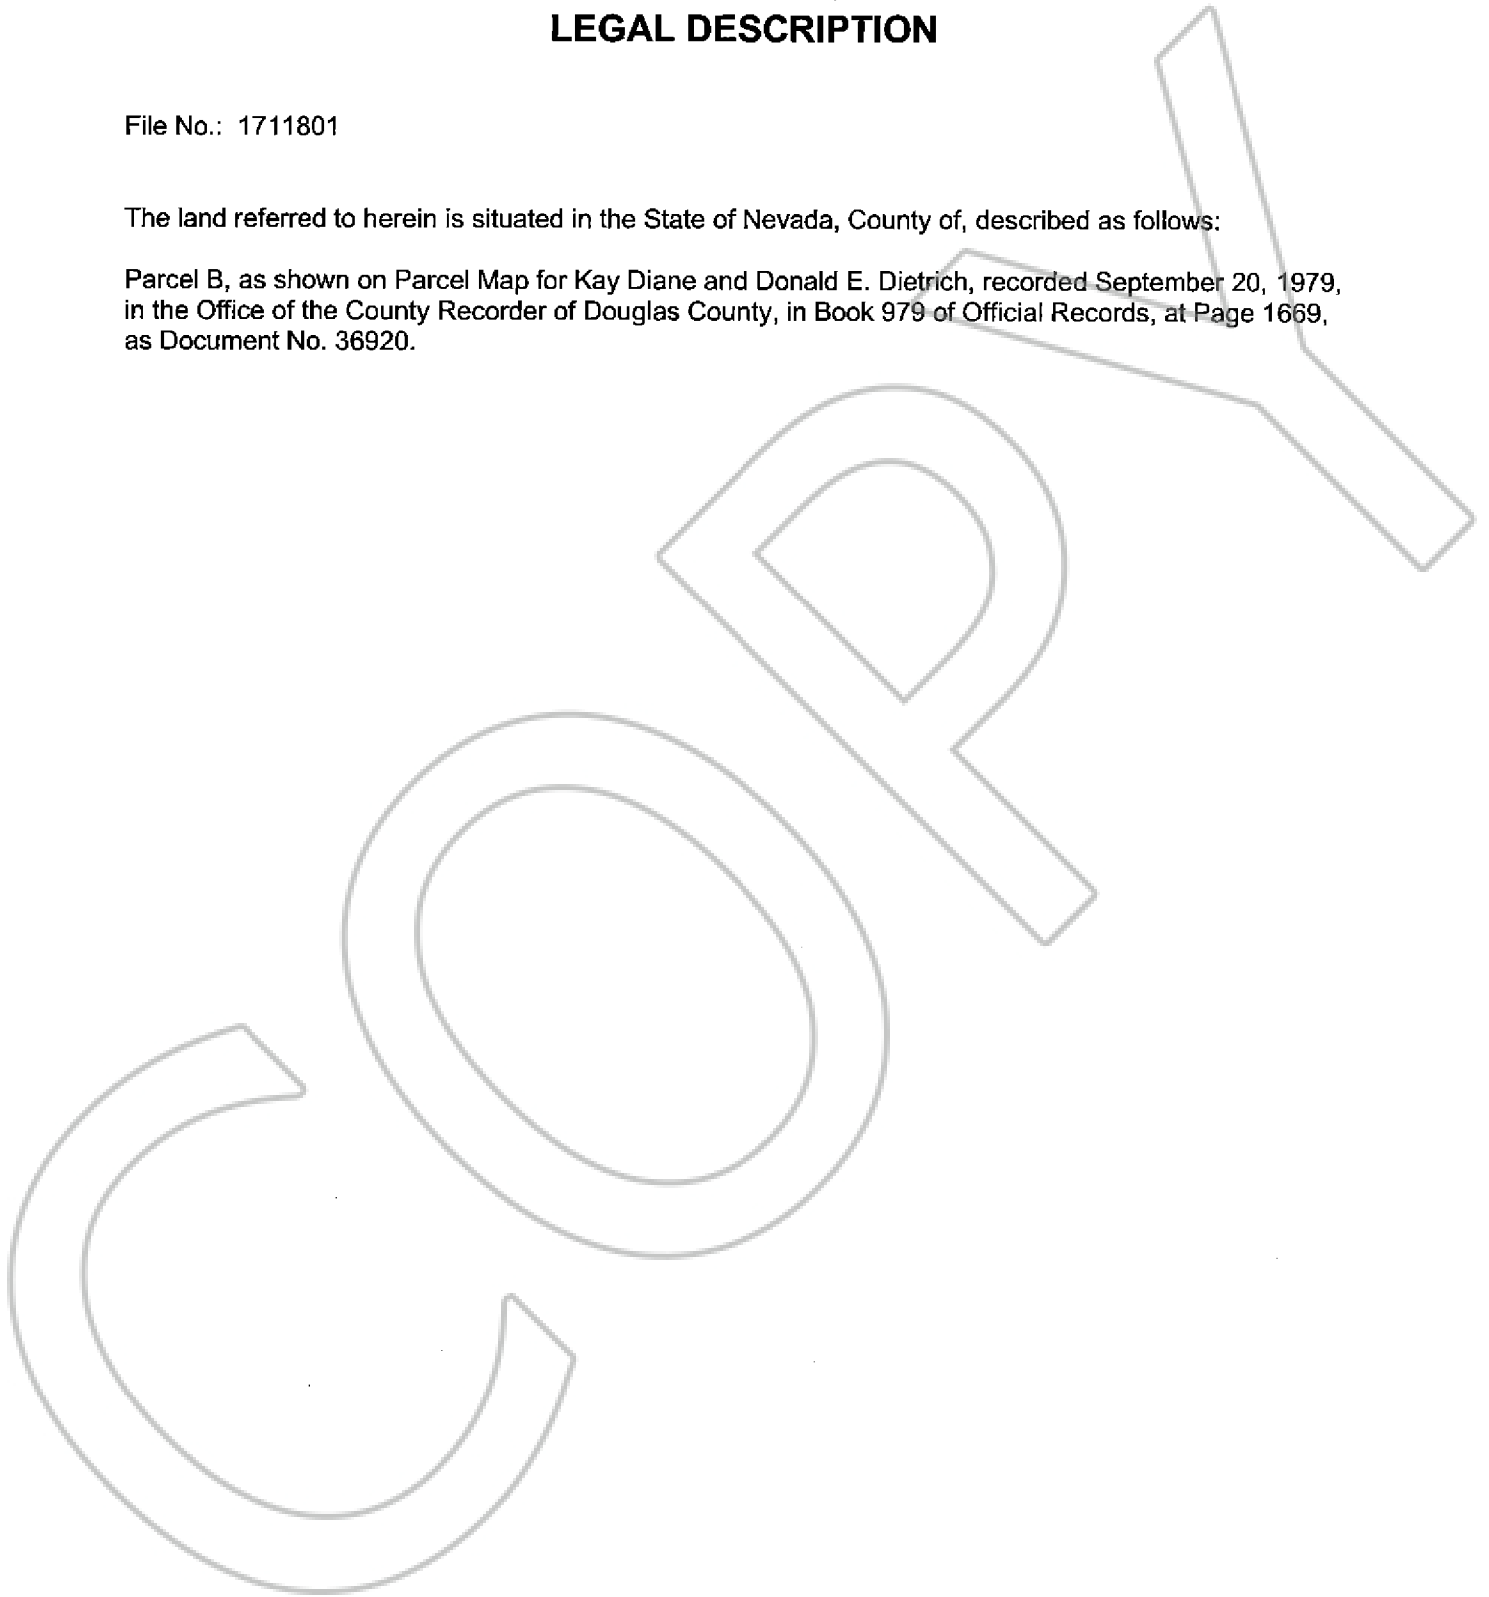 LEGAL DESCRIPTION
File No.: 1711801
The land referred to herein is situated in the State of Nevada, County of, described as follows:
Parcel B, as shown on Parcel Map for Kay Diane and Donald E. Dietrich, recorded September 20, 1979,
in the Office of the County Recorder of Douglas County, in Book 979 of Official Records, at Page 1669,
as Document No. 36920.
COPY